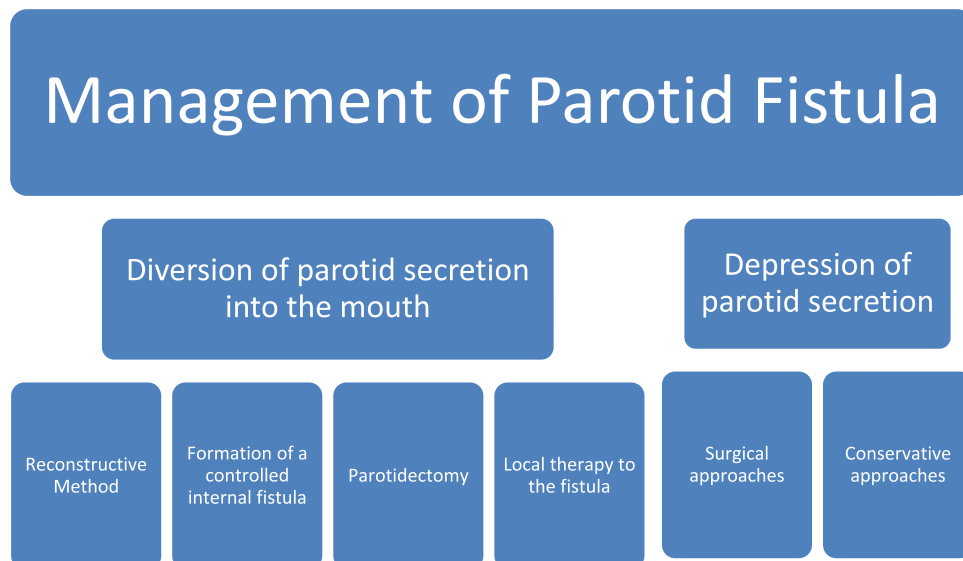 Management of Parotid Fistula
Diversion of parotid secretion
into the mouth
Depression of
parotid secretion
Reconstructive
Method
Formation of a
controlled
internal fistula
Parotidectomy
Local therapy to
the fistula
Surgical
approaches
Conservative
approaches